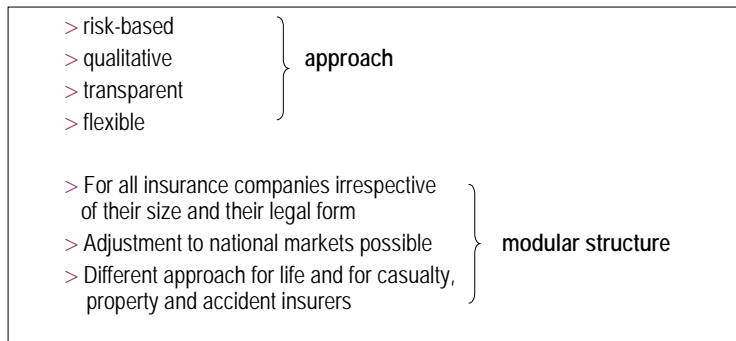 > risk-based
> qualitative
approach
> transparent
> flexible
> For all insurance companies irrespective
of their size and their legal form
> Adjustment to national markets possible
modular structure
> Different approach for life and for casualty,
property and accident insurers